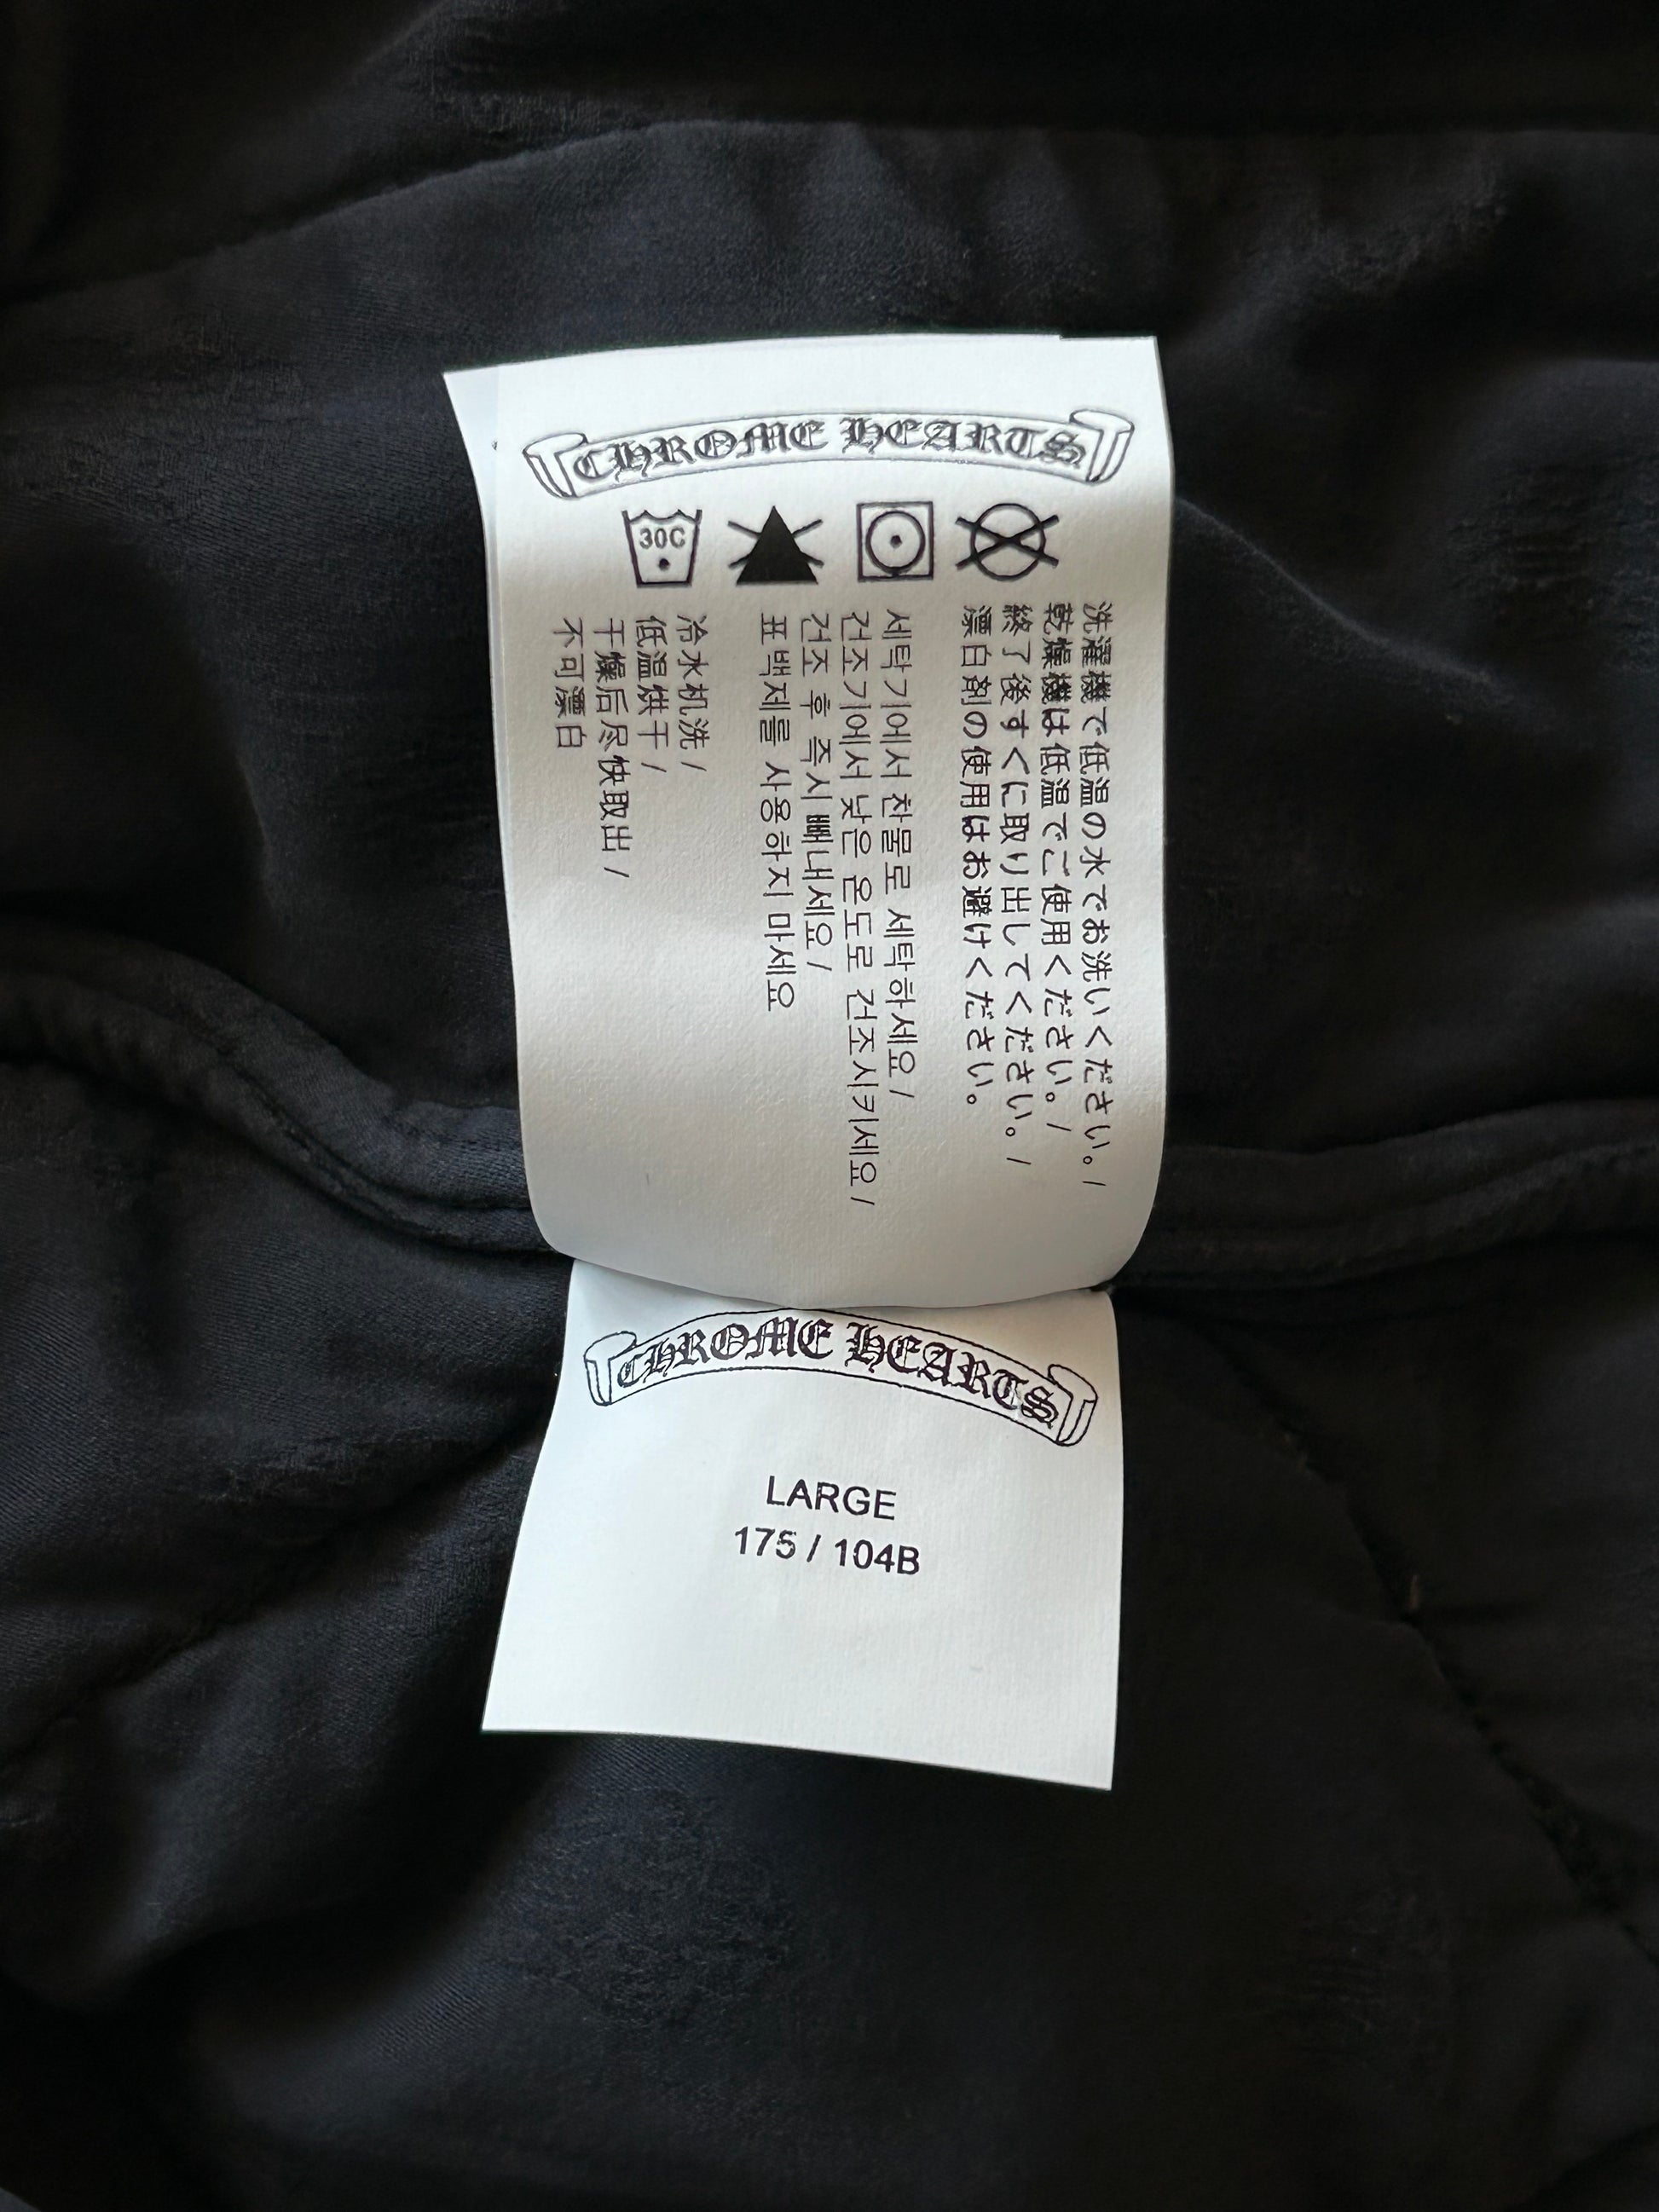 CHROME HEARTS
30C
洗濯機で低温の水でお洗いください。/
乾燥機は低温でご使用ください。/
終了後すぐに取り出してください。/
漂白剤の使用はお避けください。
세탁기에서 찬물로 세탁하세요/
건조기에서 낮은 온도로 건조시키세요/
건조 후 즉시 빼내세요/
표백제를 사용하지 마세요
冷水机洗/
低温烘干/
干燥后尽快取出/
不可漂白
CHROME HEARTS
LARGE
175 / 104B